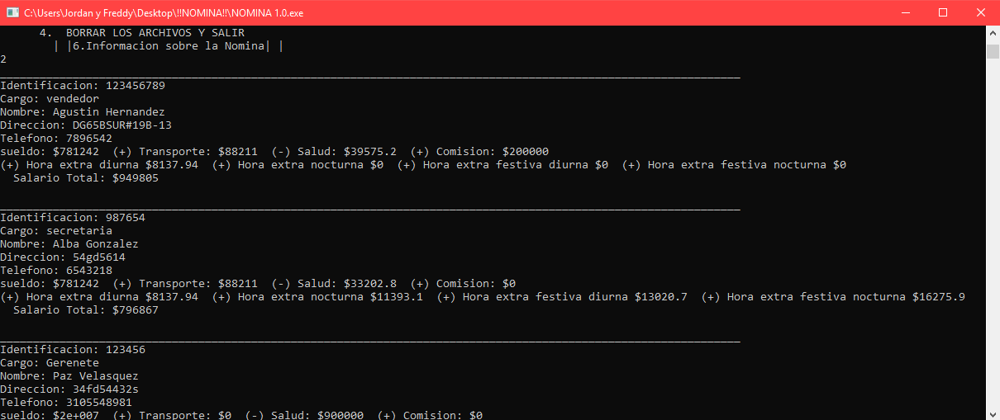 C:\Users\Jordan y Freddy\Desktop\!!NOMINA!!\NOMINA 1.0.exe
4.  BORRAR LOS ARCHIVOS Y SALIR
| |6.Informacion sobre la Nomina| |
2
________________________________________________________________________________________________________________
Identificacion: 123456789
Cargo: vendedor
Nombre: Agustin Hernandez
Direccion: DG65BSUR#19B-13
Telefono: 7896542
sueldo: $781242  (+) Transporte: $88211  (-) Salud: $39575.2  (+) Comision: $200000
(+) Hora extra diurna $8137.94  (+) Hora extra nocturna $0  (+) Hora extra festiva diurna $0  (+) Hora extra festiva nocturna $0
Salario Total: $949805
________________________________________________________________________________________________________________
Identificacion: 987654
Cargo: secretaria
Nombre: Alba Gonzalez
Direccion: 54gd5614
Telefono: 6543218
sueldo: $781242  (+) Transporte: $88211  (-) Salud: $33202.8  (+) Comision: $0
(+) Hora extra diurna $8137.94  (+) Hora extra nocturna $11393.1  (+) Hora extra festiva diurna $13020.7  (+) Hora extra festiva nocturna $16275.9
Salario Total: $796867
________________________________________________________________________________________________________________
Identificacion: 123456
Cargo: Gerenete
Nombre: Paz Velasquez
Direccion: 34fd54432s
Telefono: 3105548981
sueldo: $2e+007  (+) Transporte: $0  (-) Salud: $900000  (+) Comision: $0